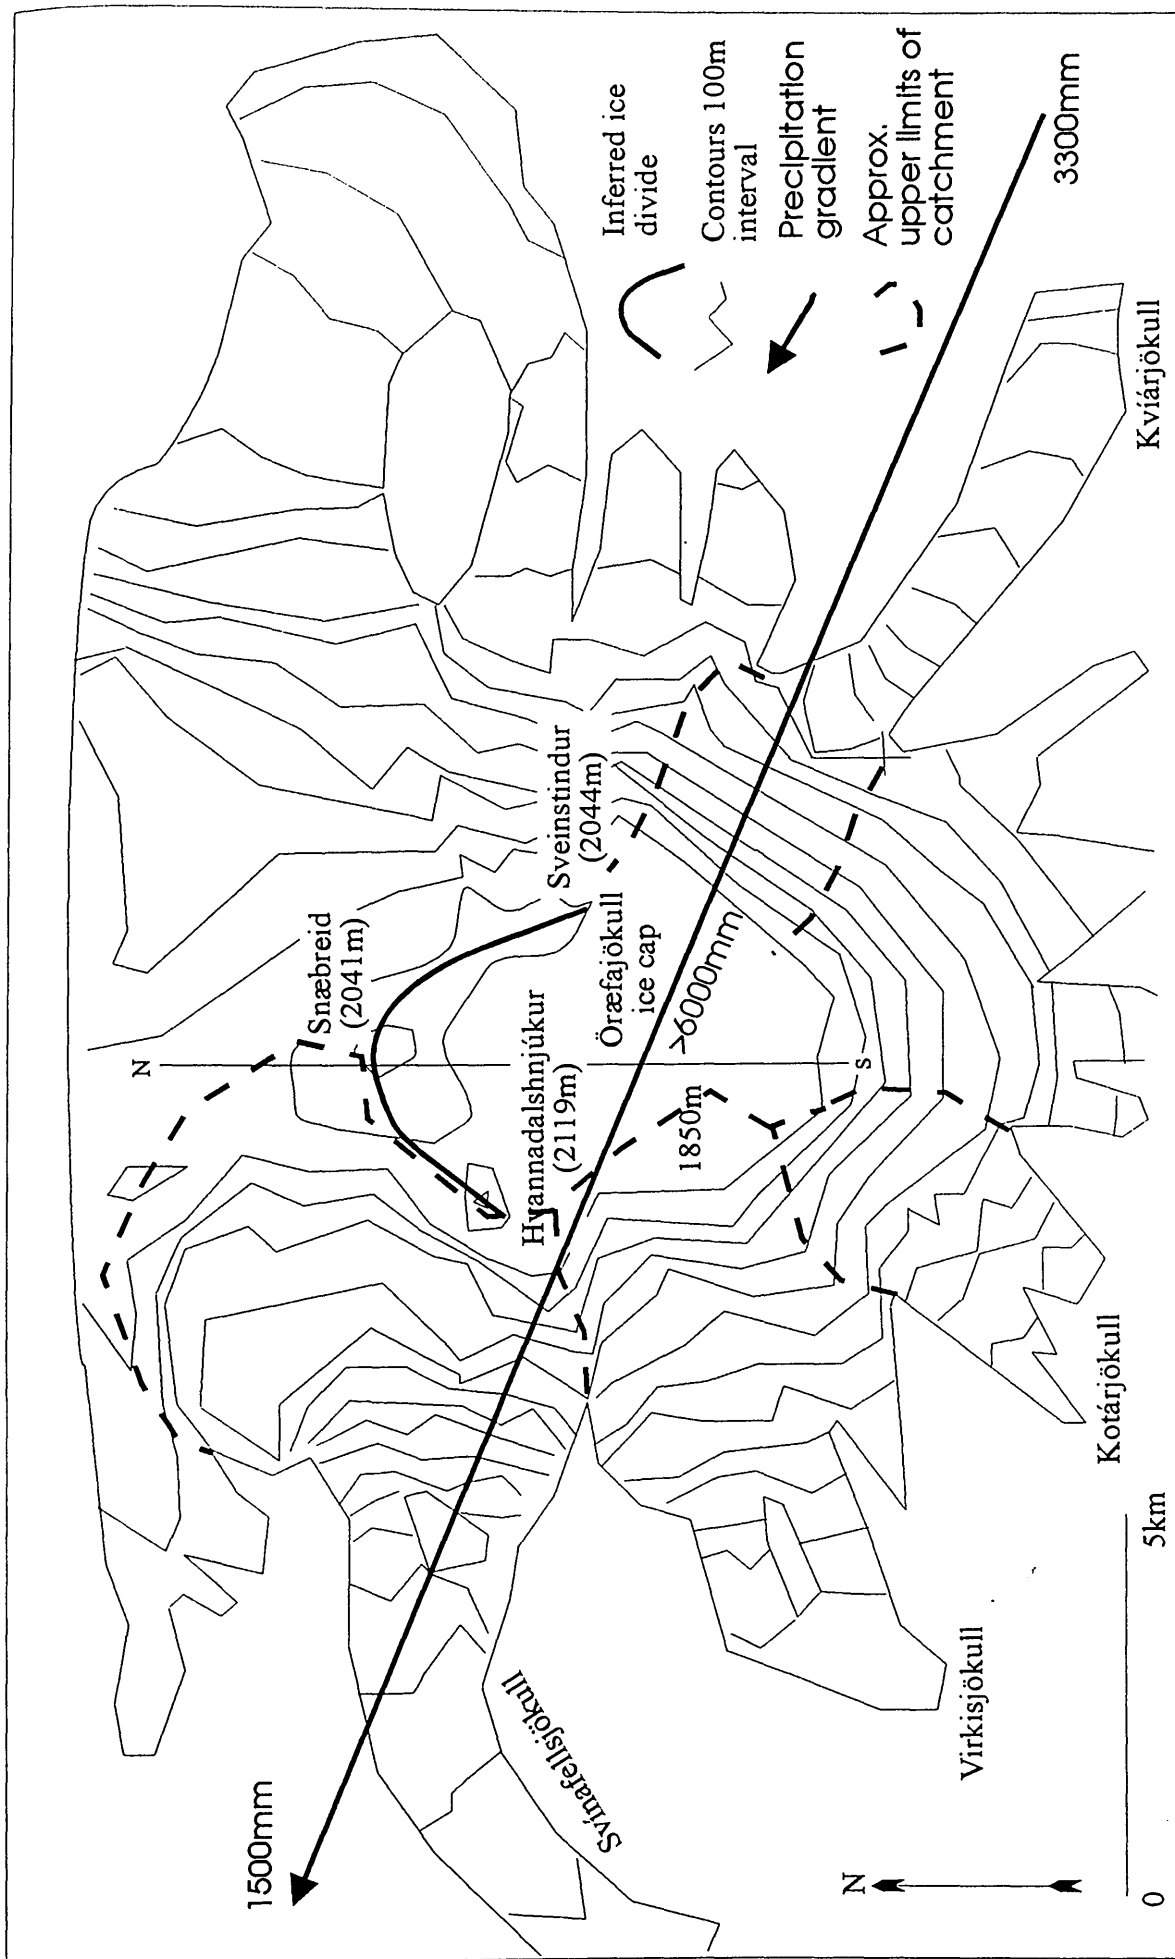 1500mm
N
Snæbreid
(2041m)
Hvannadalshnjúkur
(2119m)
Sveinstindur
(2044m)
Öræfajökull
ice cap
>6000mm
1850m
S
Svínafellsjökull
Virkisjökull
Kotárjökull
Kvíárjökull
3300mm
Inferred ice
divide
Contours 100m
interval
Precipitation
gradient
Approx.
upper limits of
catchment
N
0
5km